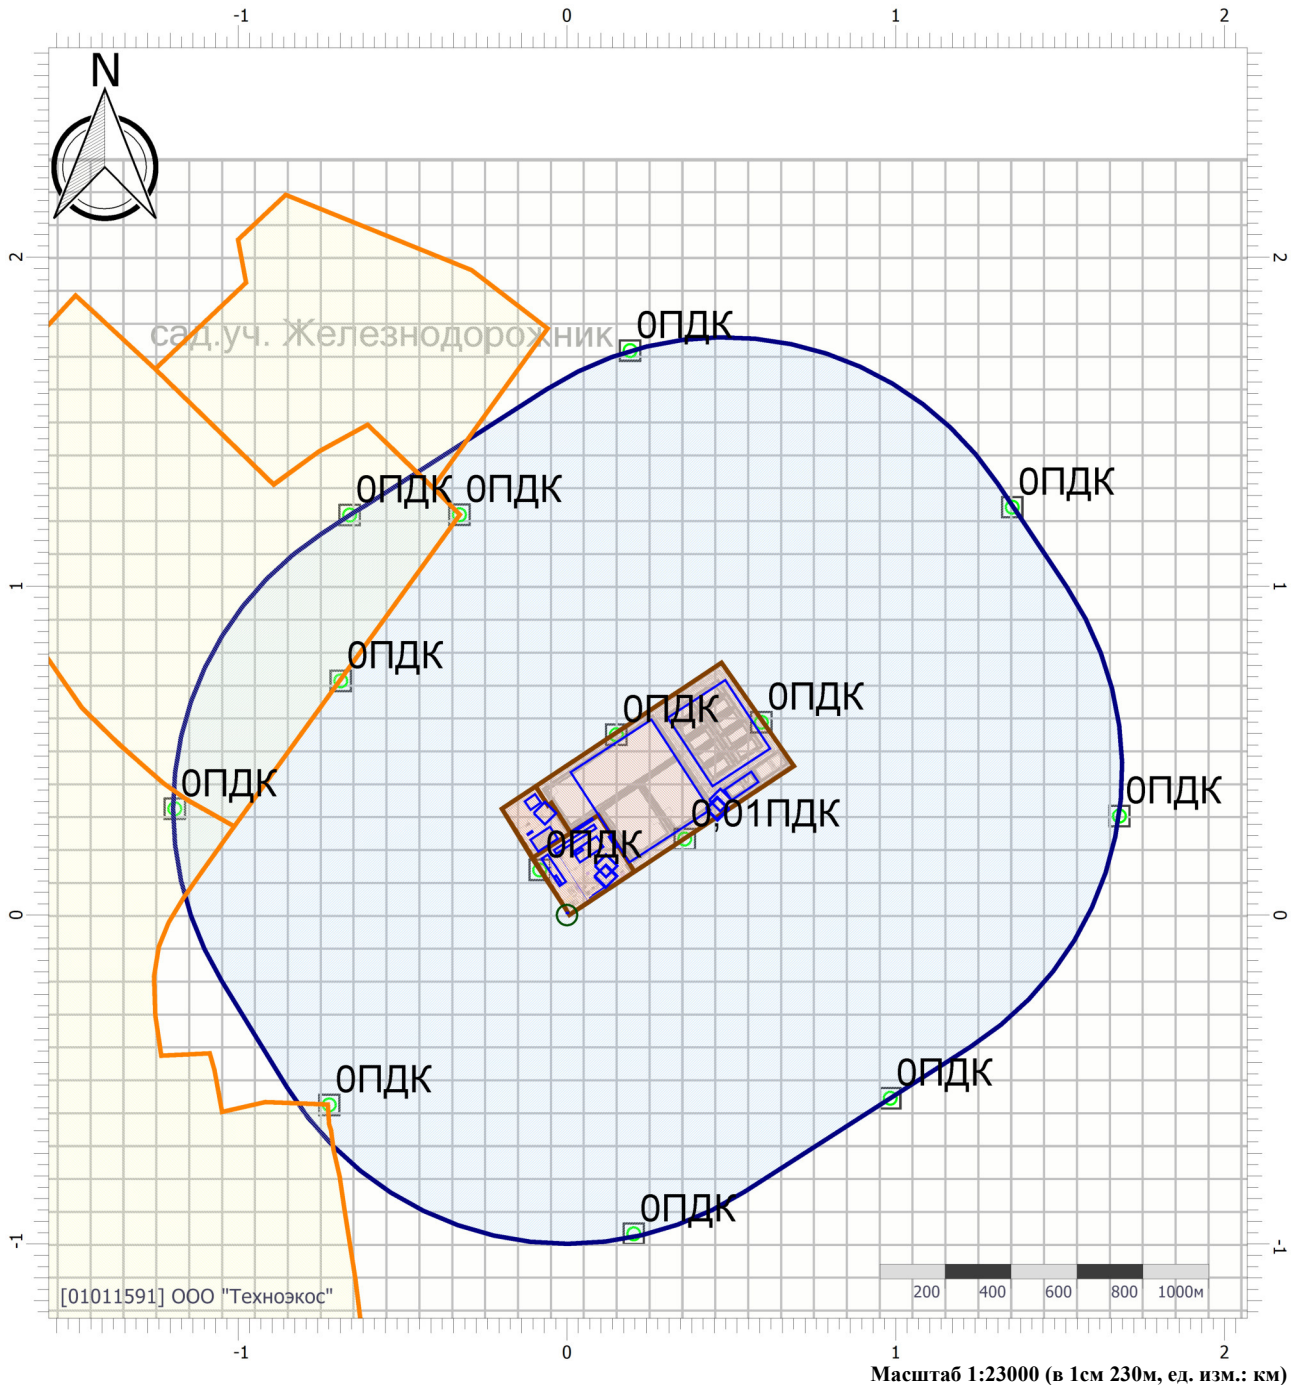 -1 0 1 2
N
2 2
сад.уч. Железнодорожник
0ПДК
0ПДК
0ПДК 0ПДК
1 1
0ПДК
0ПДК
0ПДК
0ПДК
0ПДК
0,01ПДК
0ПДК
0 0
0ПДК
0ПДК
0ПДК
-1 -1
200 400 600 800 1000м
[01011591] ООО "Техноэкос"
-1 0 1 2
Масштаб 1:23000 (в 1см 230м, ед. изм.: км)